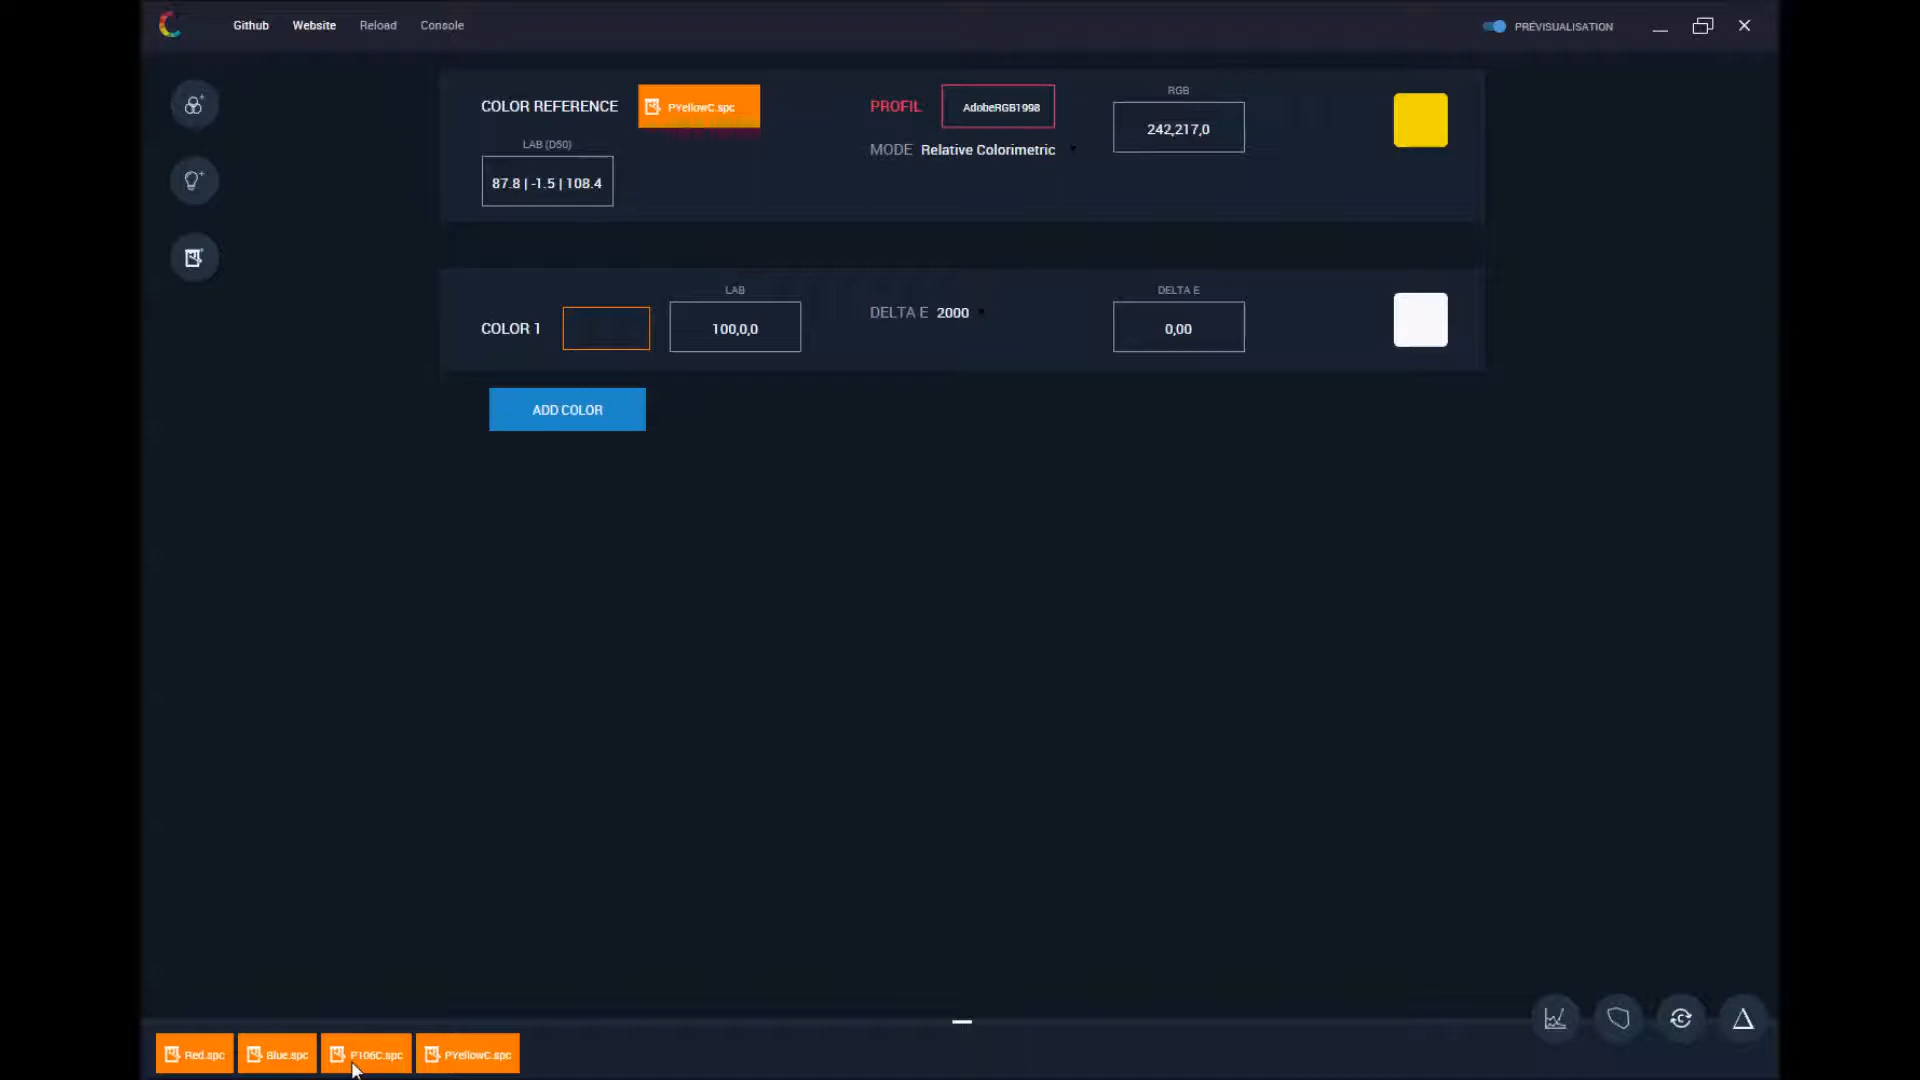 Github Website Reload Console
PRÉVISUALISATION
COLOR REFERENCE
PYellowC.spc
LAB (D50)
87.8 | -1.5 | 108.4
PROFIL
AdobeRGB1998
MODE Relative Colorimetric
RGB
242,217,0
COLOR 1
LAB
100,0,0
DELTA E 2000
DELTA E
0,00
ADD COLOR
Red.spc
Blue.spc
P106C.spc
PYellowC.spc